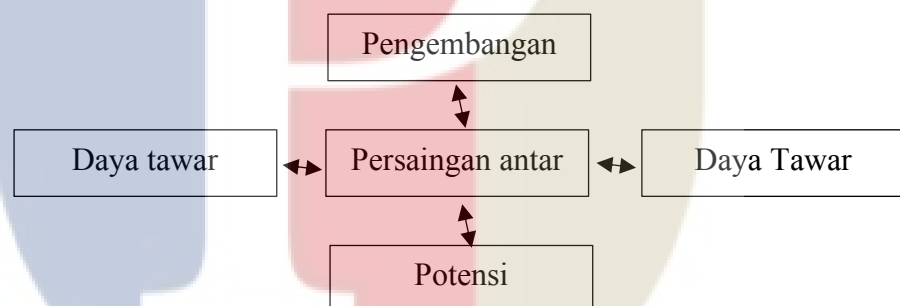 Pengembangan
Daya tawar
Persaingan antar
Daya Tawar
Potensi